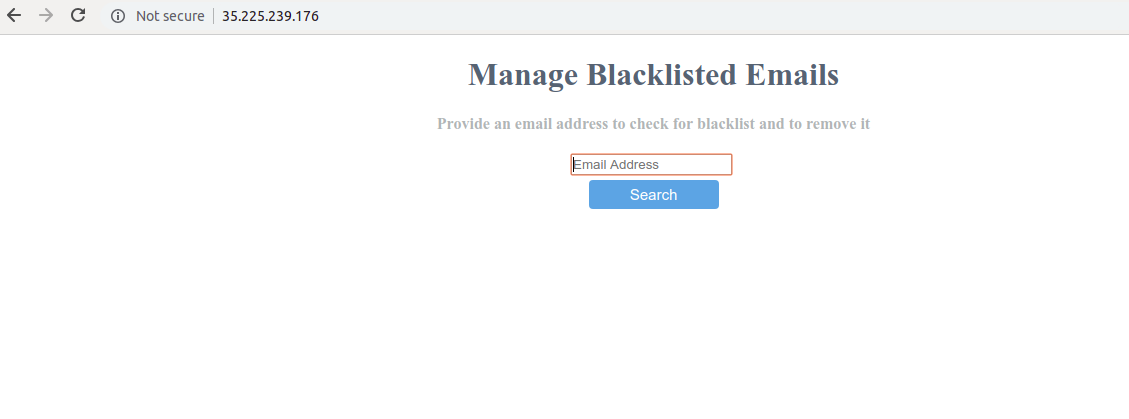 Not secure 35.225.239.176
Manage Blacklisted Emails
Provide an email address to check for blacklist and to remove it
Email Address
Search